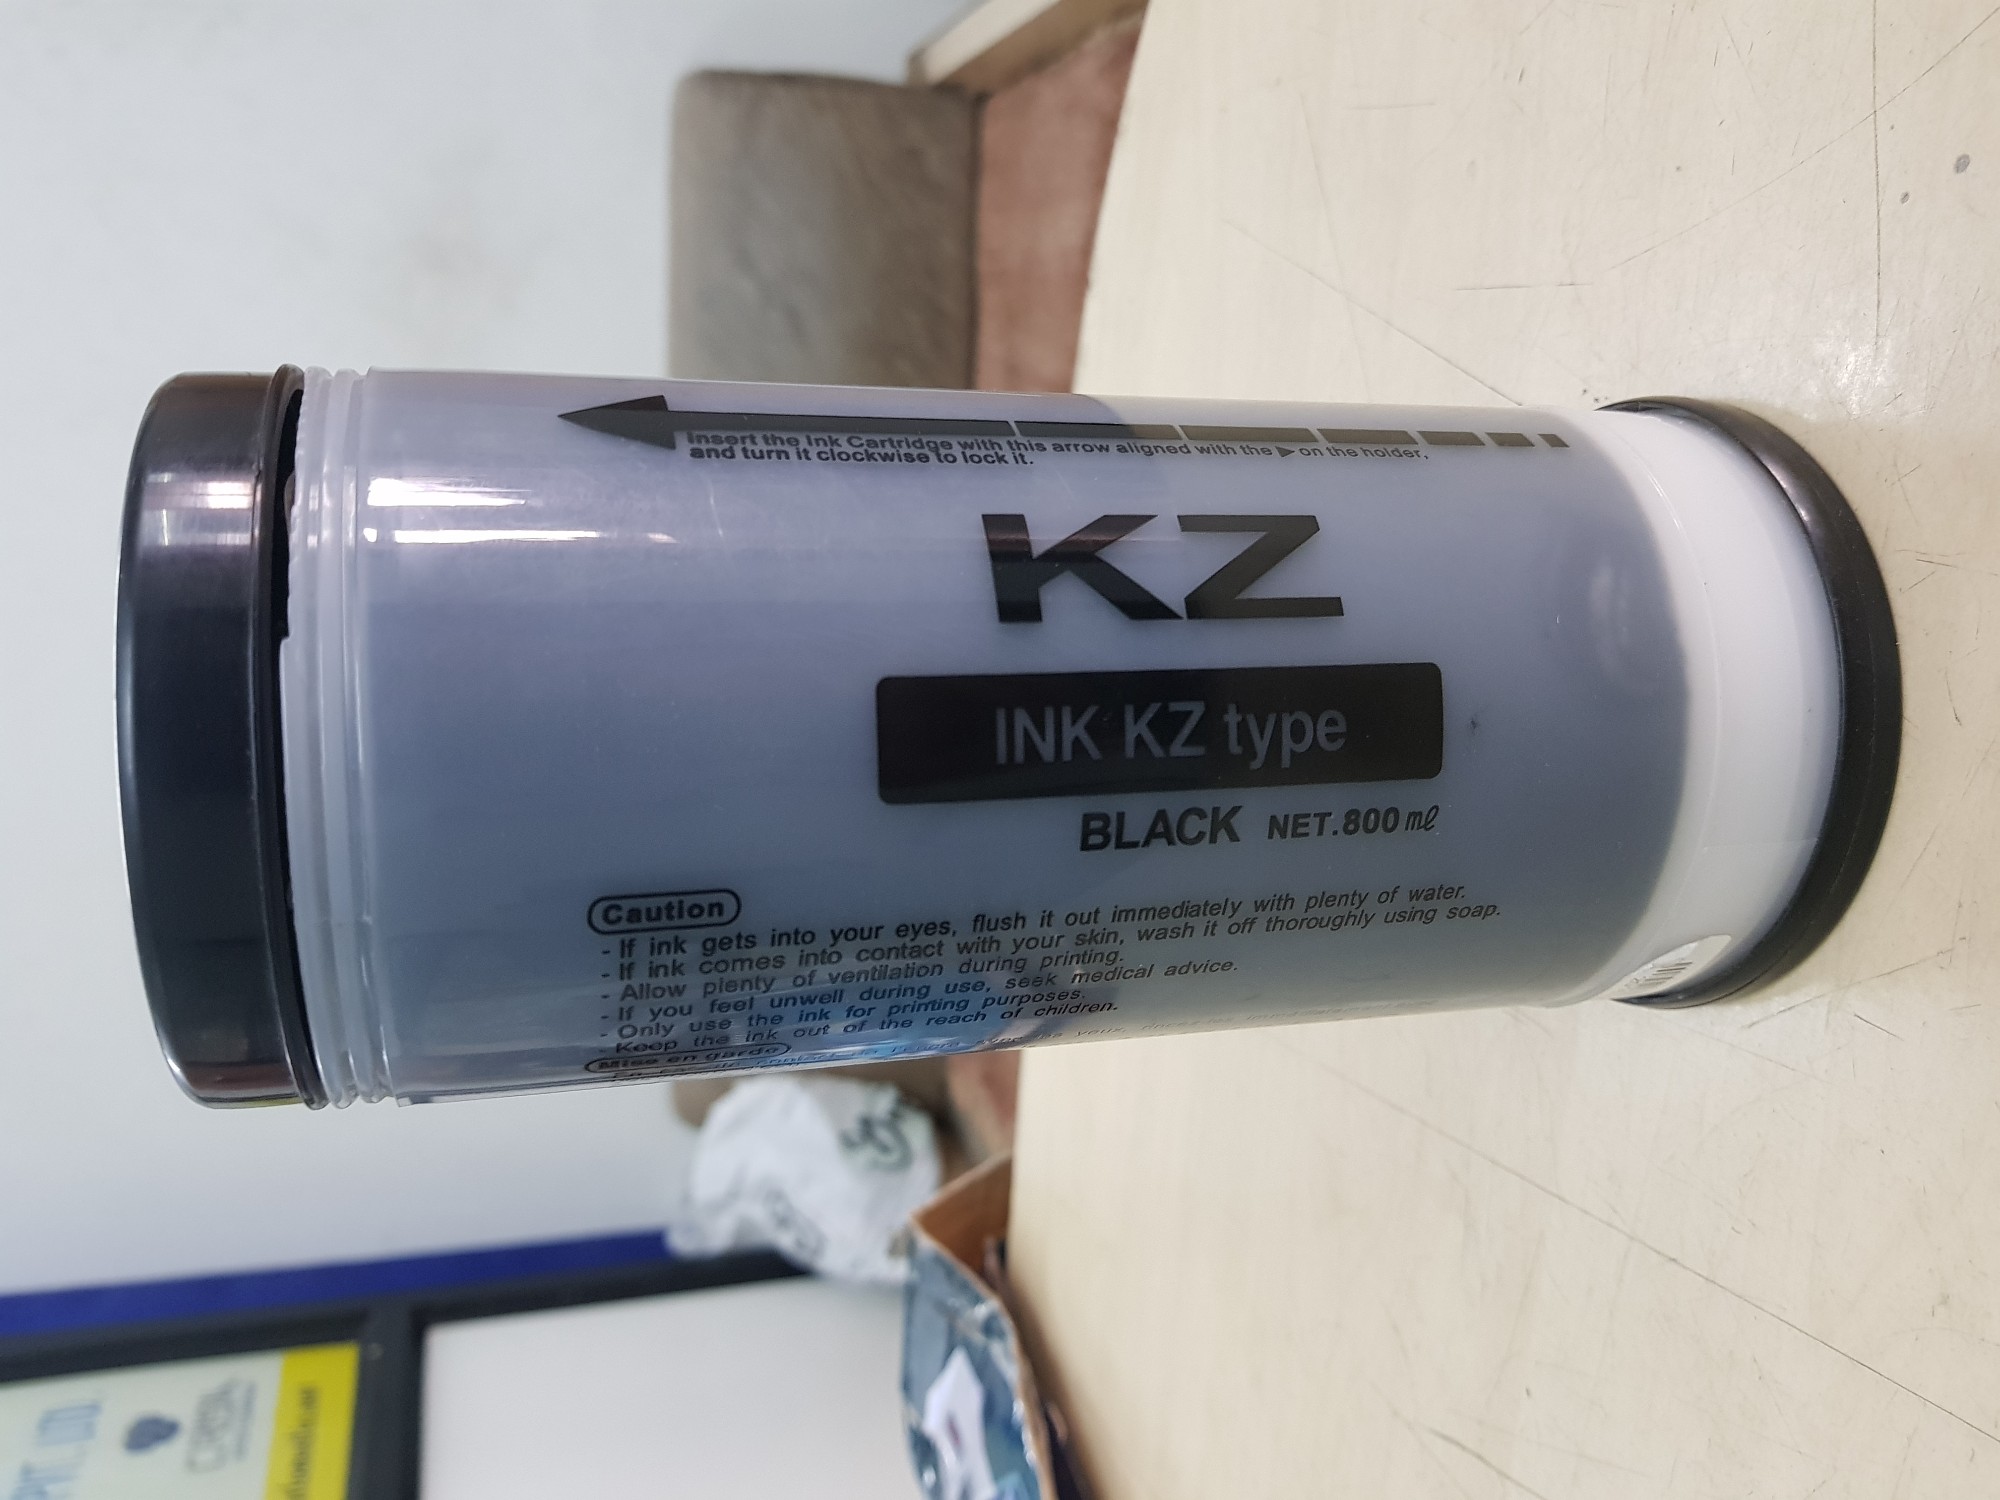 Insert the Ink Cartridge with this arrow aligned with the ▶ on the holder,
and turn it clockwise to lock it.
KZ
INK KZ type
BLACK NET.800 ml
Caution
- If ink gets into your eyes, flush it out immediately with plenty of water.
- If ink comes into contact with your skin, wash it off thoroughly using soap.
- Allow plenty of ventilation during printing.
- If you feel unwell during use, seek medical advice.
- Only use the ink for printing purposes.
- Keep the ink out of the reach of children.
Mise en garde
LTD.